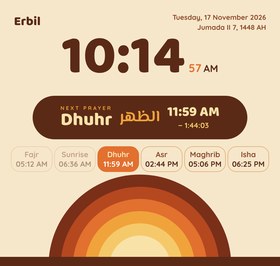 Erbil
Tuesday, 17 November 2026
Jumada II 7, 1448 AH
10:14 57 AM
NEXT PRAYER
Dhuhr الظهر 11:59 AM
− 1:44:03
Fajr Sunrise Dhuhr Asr Maghrib Isha
05:12 AM 06:36 AM 11:59 AM 02:44 PM 05:06 PM 06:25 PM